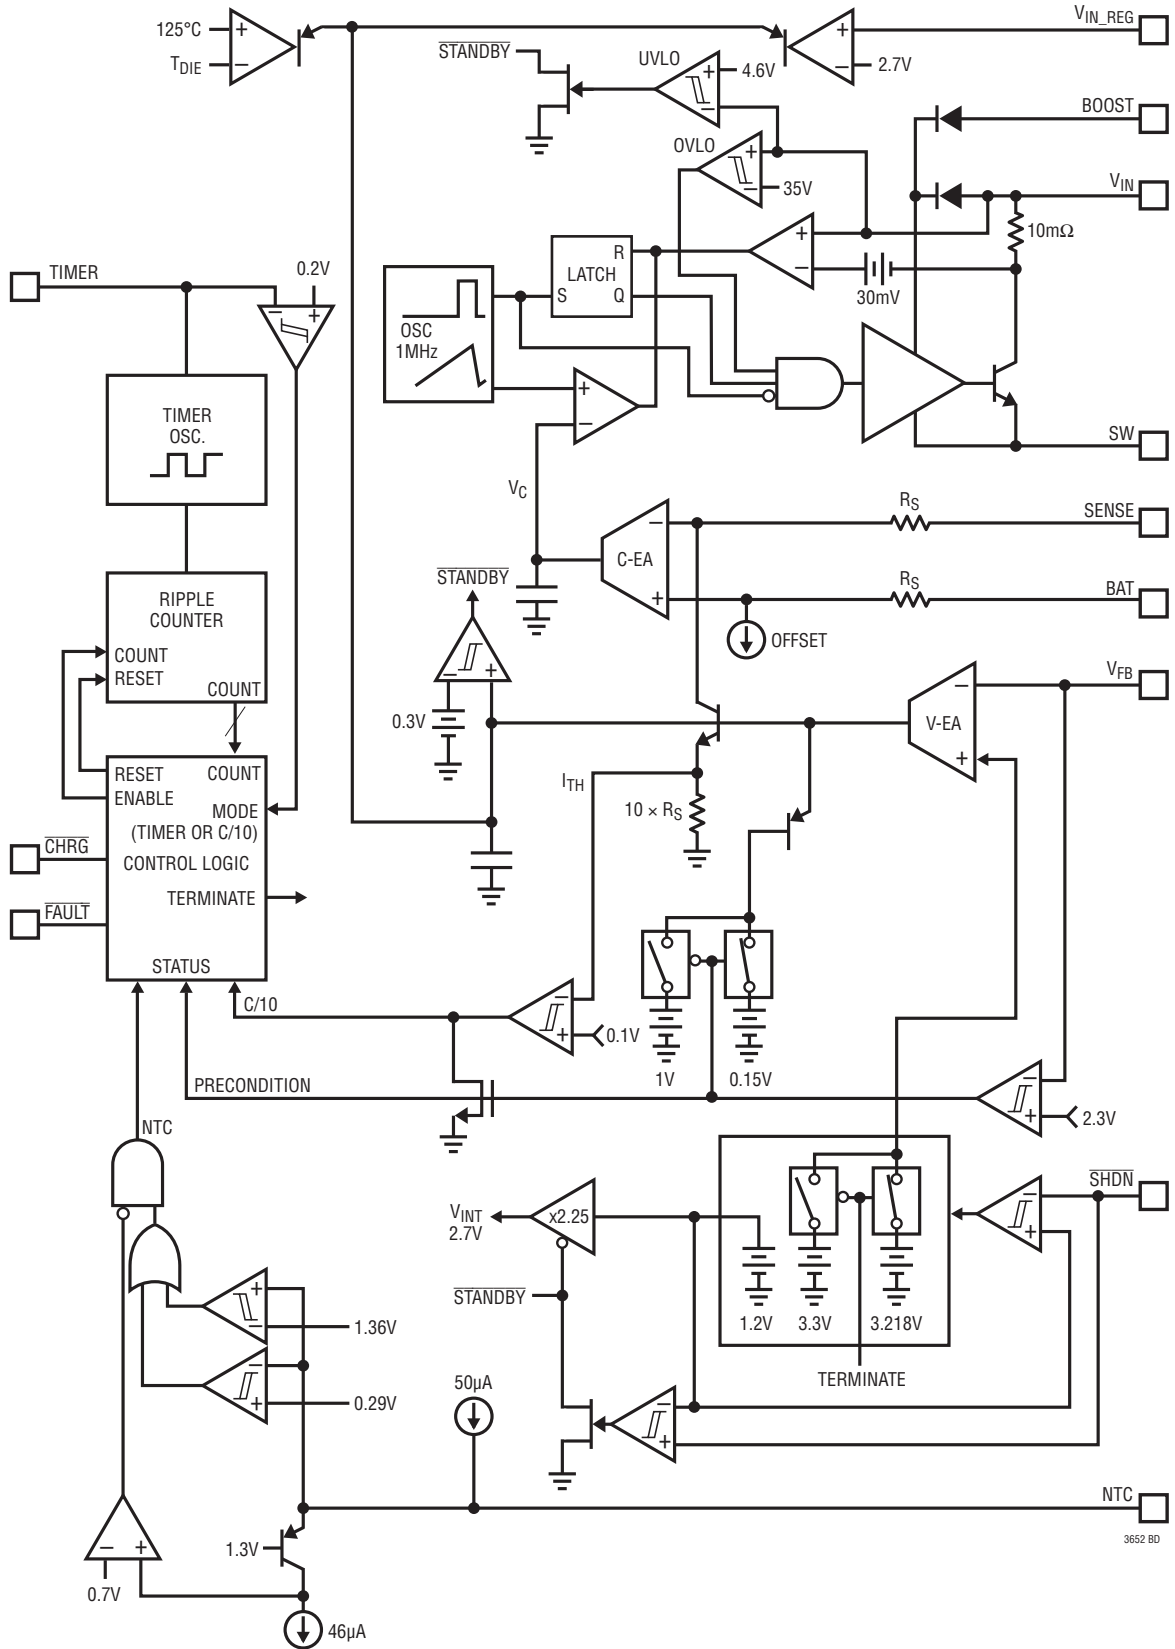 125°C
+
T_DIE
−
STANDBY
UVLO
+
4.6V
−
+
V_IN_REG
−
2.7V
BOOST
OVLO
+
−
35V
V_IN
10mΩ
TIMER
0.2V
−
+
R
LATCH
S
Q
+
−
30mV
OSC
1MHz
+
−
TIMER
OSC.
SW
V_C
R_S
SENSE
−
C-EA
+
R_S
BAT
OFFSET
STANDBY
RIPPLE
COUNTER
COUNT
RESET
COUNT
−
+
0.3V
−
V_FB
V-EA
+
RESET
COUNT
ENABLE
MODE
(TIMER OR C/10)
CHRG
CONTROL LOGIC
TERMINATE
FAULT
STATUS
I_TH
10 × R_S
C/10
−
+
0.1V
1V
0.15V
PRECONDITION
−
+
2.3V
NTC
V_INT
2.7V
x2.25
STANDBY
1.2V
3.3V
3.218V
TERMINATE
−
+
SHDN
+
−
1.36V
−
+
0.29V
50µA
−
+
NTC
1.3V
−
+
0.7V
46µA
3652 BD